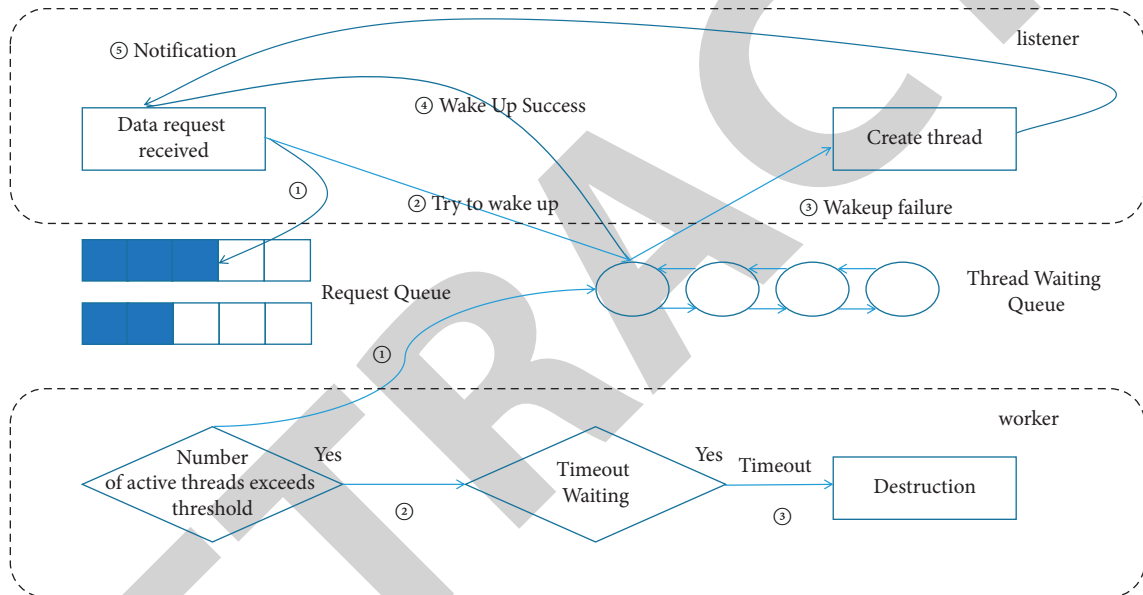 listener
⑤ Notification
④ Wake Up Success
Data request
received
Create thread
①
② Try to wake up
③ Wakeup failure
Request Queue
Thread Waiting
Queue
①
worker
Number
of active threads exceeds
threshold
Yes
②
Timeout
Waiting
Yes
Timeout
③
Destruction
TRAC